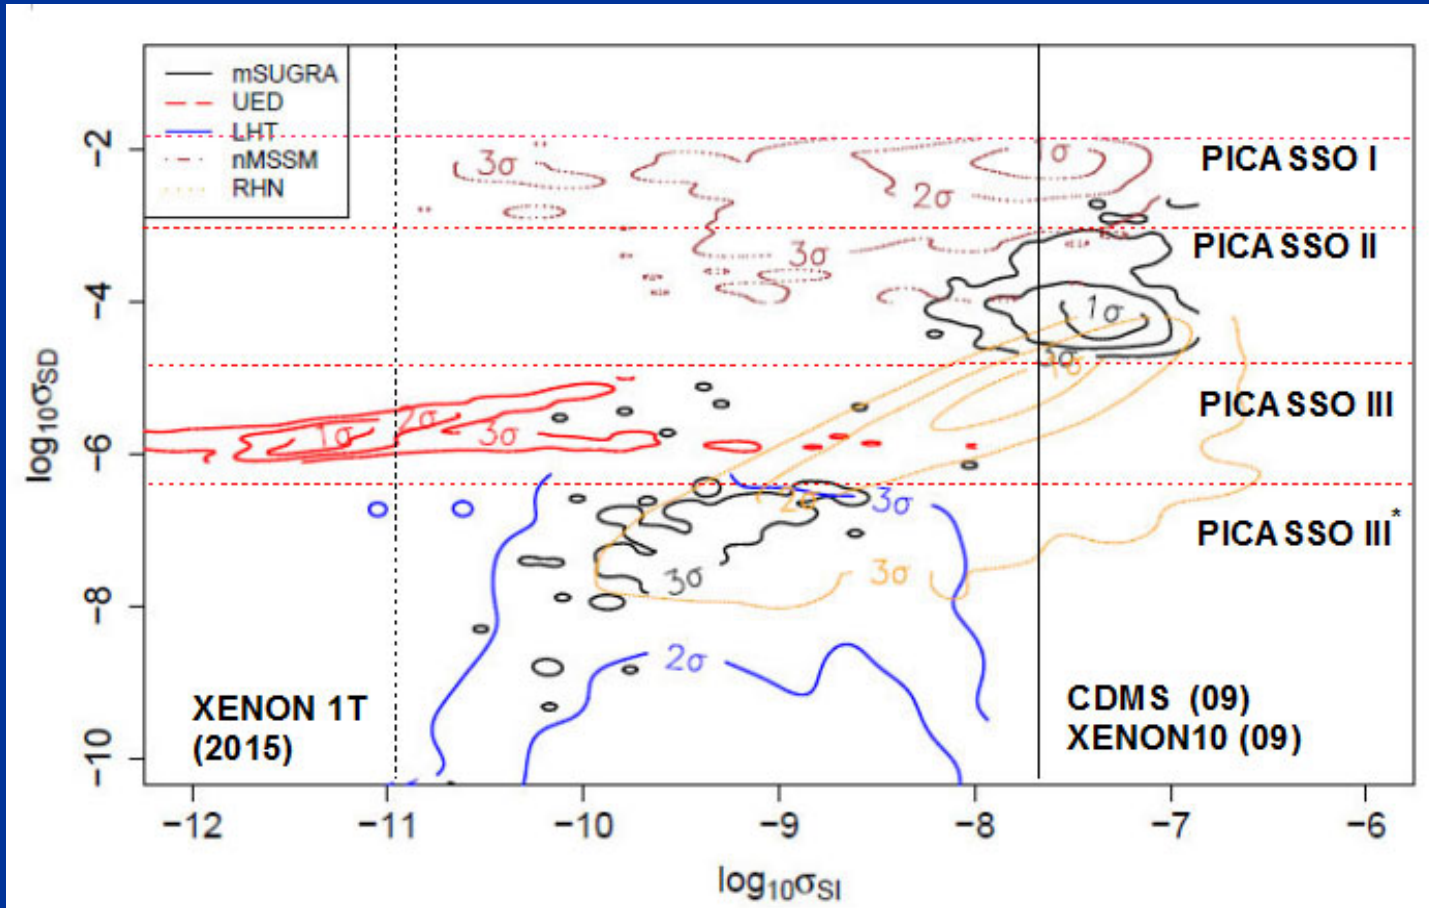 mSUGRA
UED
LHT
nMSSM
RHN
3σ
1σ
2σ
3σ
1σ
3σ
1σ
1σ
2σ
3σ
2σ
3σ
3σ
3σ
2σ
PICASSO I
PICASSO II
PICASSO III
PICASSO III*
XENON 1T
(2015)
CDMS (09)
XENON10 (09)
−2
−4
−6
−8
−10
log10σSD
−12
−11
−10
−9
−8
−7
−6
log10σSI